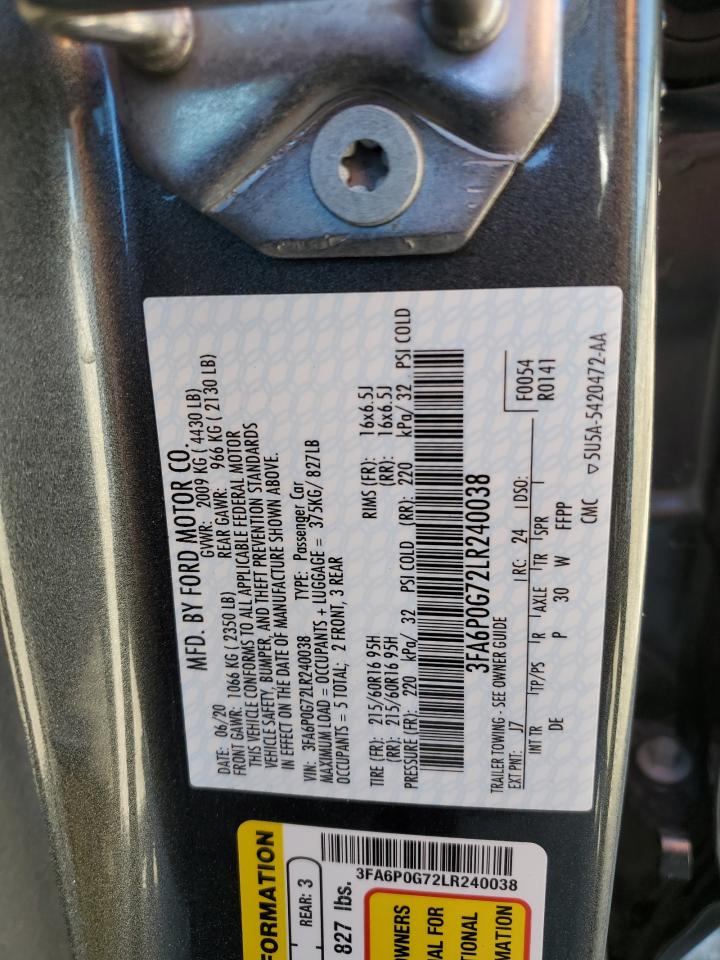 MFD. BY FORD MOTOR CO.
DATE: 06/20 GVWR: 2009 KG ( 4430 LB)
FRONT GAWR: 1066 KG ( 2350 LB) REAR GAWR: 966 KG ( 2130 LB)
THIS VEHICLE CONFORMS TO ALL APPLICABLE FEDERAL MOTOR
VEHICLE SAFETY, BUMPER, AND THEFT PREVENTION STANDARDS
IN EFFECT ON THE DATE OF MANUFACTURE SHOWN ABOVE.
VIN: 3FA6P0G72LR240038 TYPE: Passenger Car
MAXIMUM LOAD = OCCUPANTS + LUGGAGE = 375KG/ 827LB
OCCUPANTS = 5 TOTAL; 2 FRONT, 3 REAR
TIRE (FR): 215/60R16 95H RIMS (FR): 16x6.5J
(RR): 215/60R16 95H (RR): 16x6.5J
PRESSURE (FR): 220 kPa/ 32 PSI COLD (RR): 220 kPa/ 32 PSI COLD
3FA6P0G72LR240038
TRAILER TOWING - SEE OWNER GUIDE
EXT PNT: J7 RC: 24 DSO:
F0054
R0141
INT TR TP/PS R AXLE TR SPR
DE P 30 W FFPP
CMC ▽5U5A-5420472-AA
FORMATION
REAR: 3
827 lbs.
3FA6P0G72LR240038
OWNERS
AL FOR
TIONAL
RMATION